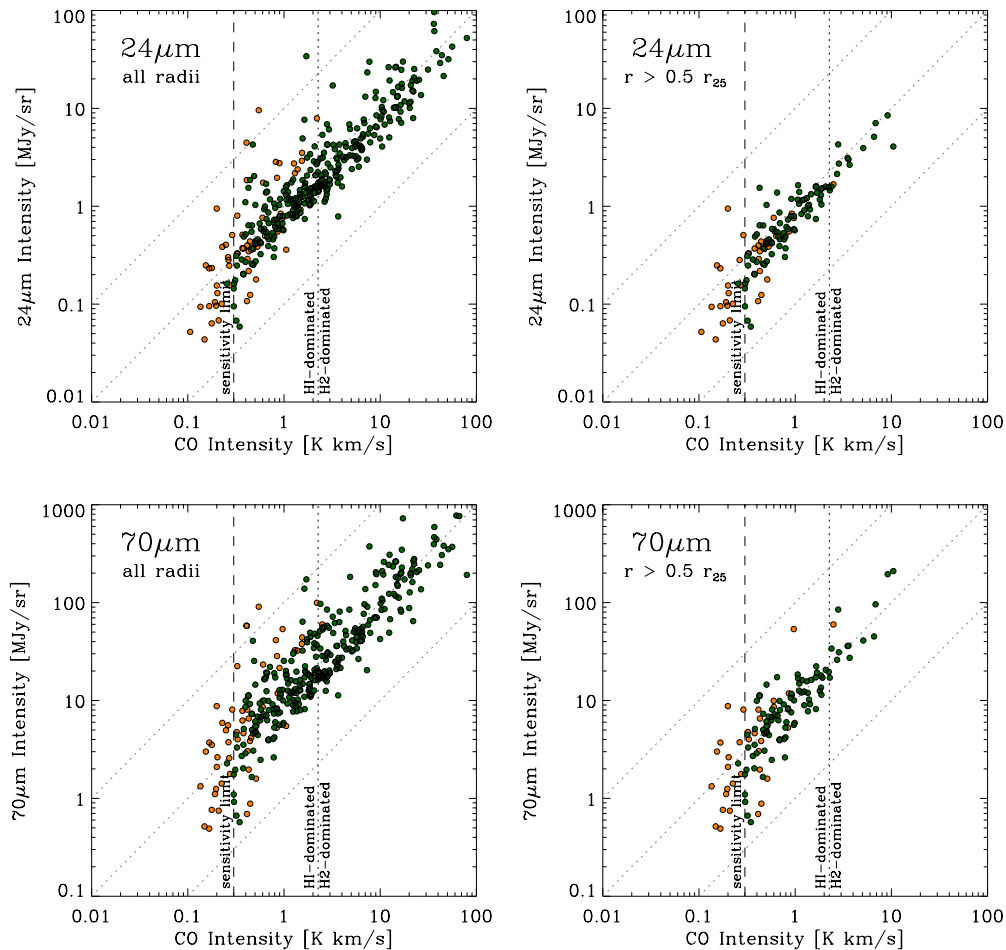 100
10
1
0.1
0.01
24μm Intensity [MJy/sr]
24μm
all radii
sensitivity limit
HI-dominated
H2-dominated
0.01 0.1 1 10 100
CO Intensity [K km/s]
100
10
1
0.1
0.01
24μm Intensity [MJy/sr]
24μm
r > 0.5 r25
sensitivity limit
HI-dominated
H2-dominated
0.01 0.1 1 10 100
CO Intensity [K km/s]
1000
100
10
1
0.1
70μm Intensity [MJy/sr]
70μm
all radii
sensitivity limit
HI-dominated
H2-dominated
0.01 0.1 1 10 100
CO Intensity [K km/s]
1000
100
10
1
0.1
70μm Intensity [MJy/sr]
70μm
r > 0.5 r25
sensitivity limit
HI-dominated
H2-dominated
0.01 0.1 1 10 100
CO Intensity [K km/s]